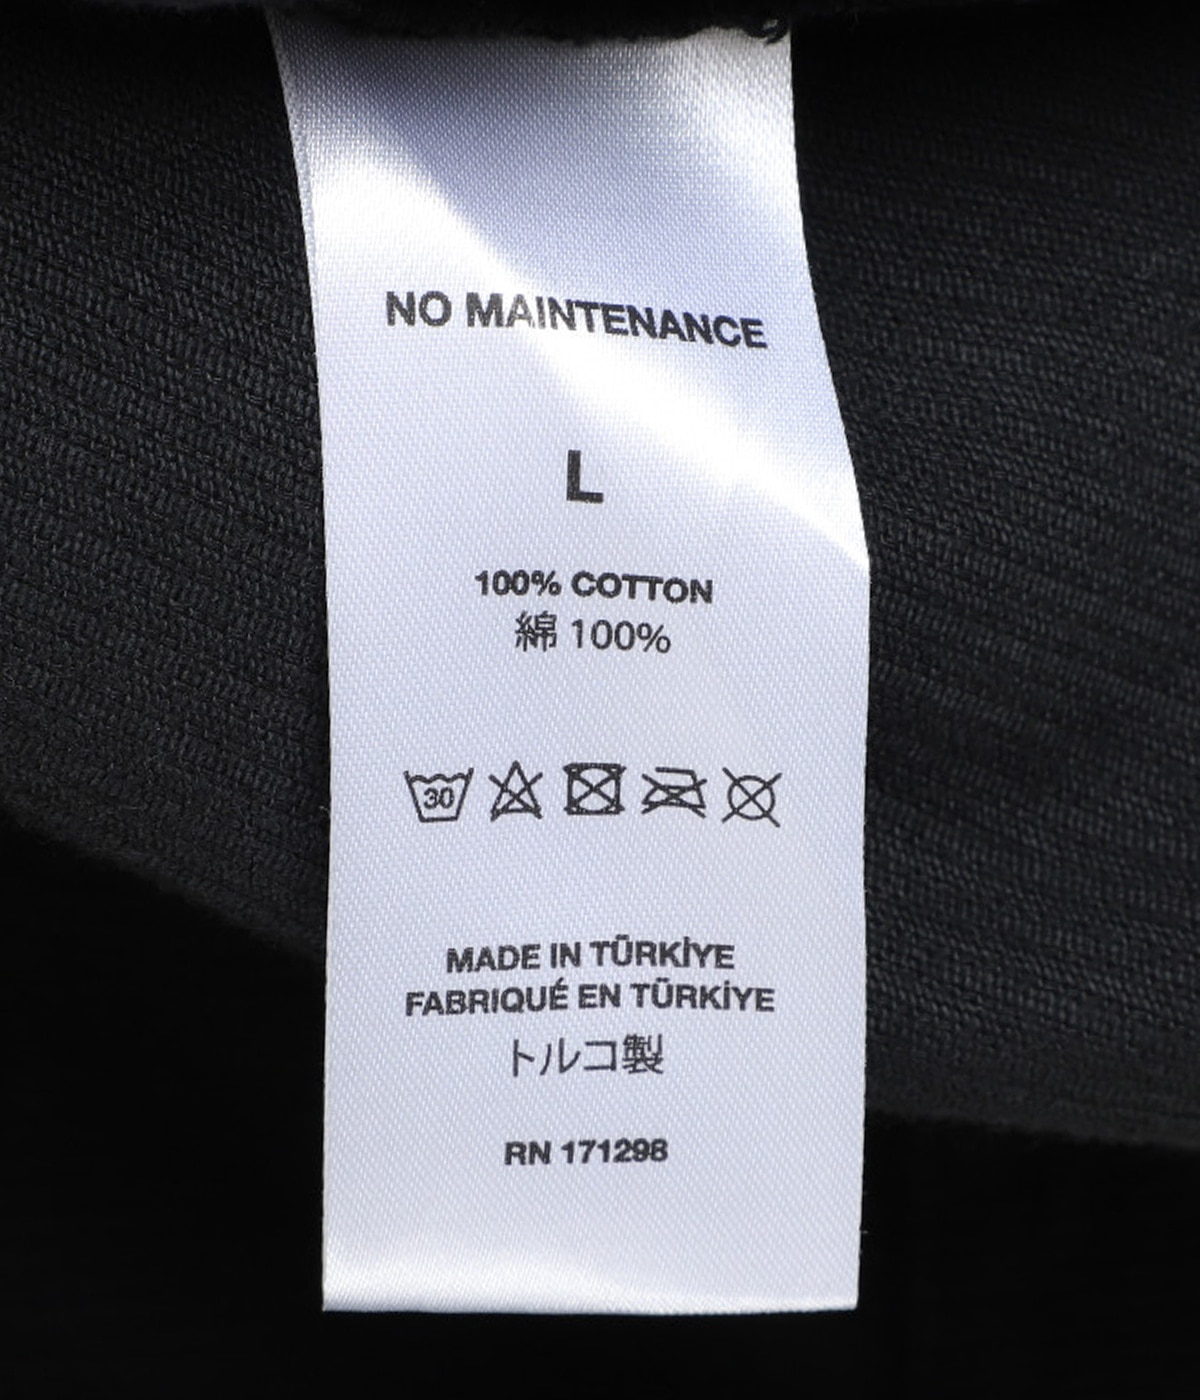 NO MAINTENANCE
L
100% COTTON
綿 100%
30
MADE IN TÜRKİYE
FABRIQUÉ EN TÜRKİYE
トルコ製
RN 171298